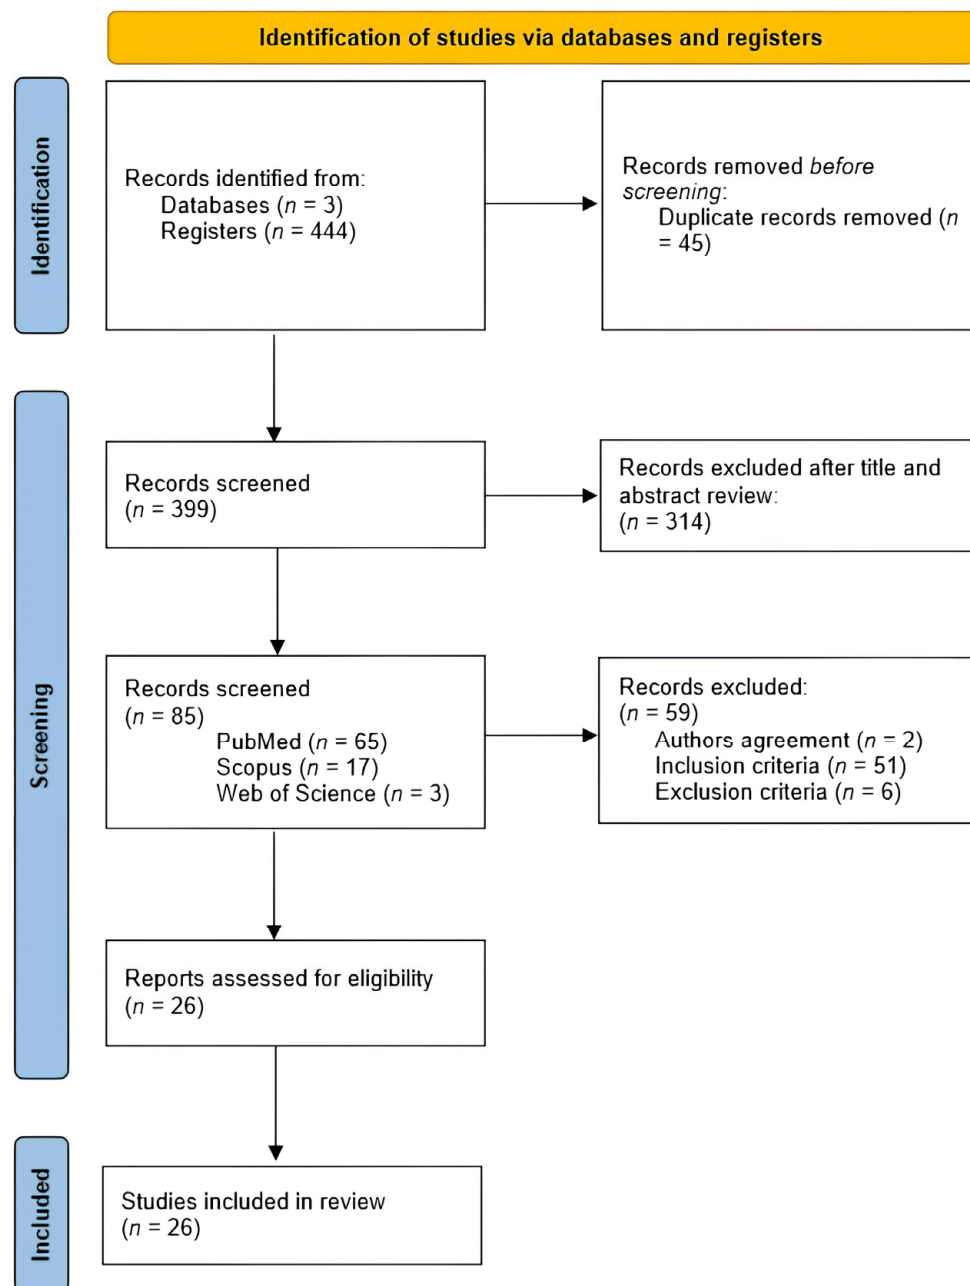 Identification of studies via databases and registers
Identification
Records identified from:
Databases (n = 3)
Registers (n = 444)
Records removed before
screening:
Duplicate records removed (n
= 45)
Screening
Records screened
(n = 399)
Records excluded after title and
abstract review:
(n = 314)
Records screened
(n = 85)
PubMed (n = 65)
Scopus (n = 17)
Web of Science (n = 3)
Records excluded:
(n = 59)
Authors agreement (n = 2)
Inclusion criteria (n = 51)
Exclusion criteria (n = 6)
Reports assessed for eligibility
(n = 26)
Included
Studies included in review
(n = 26)